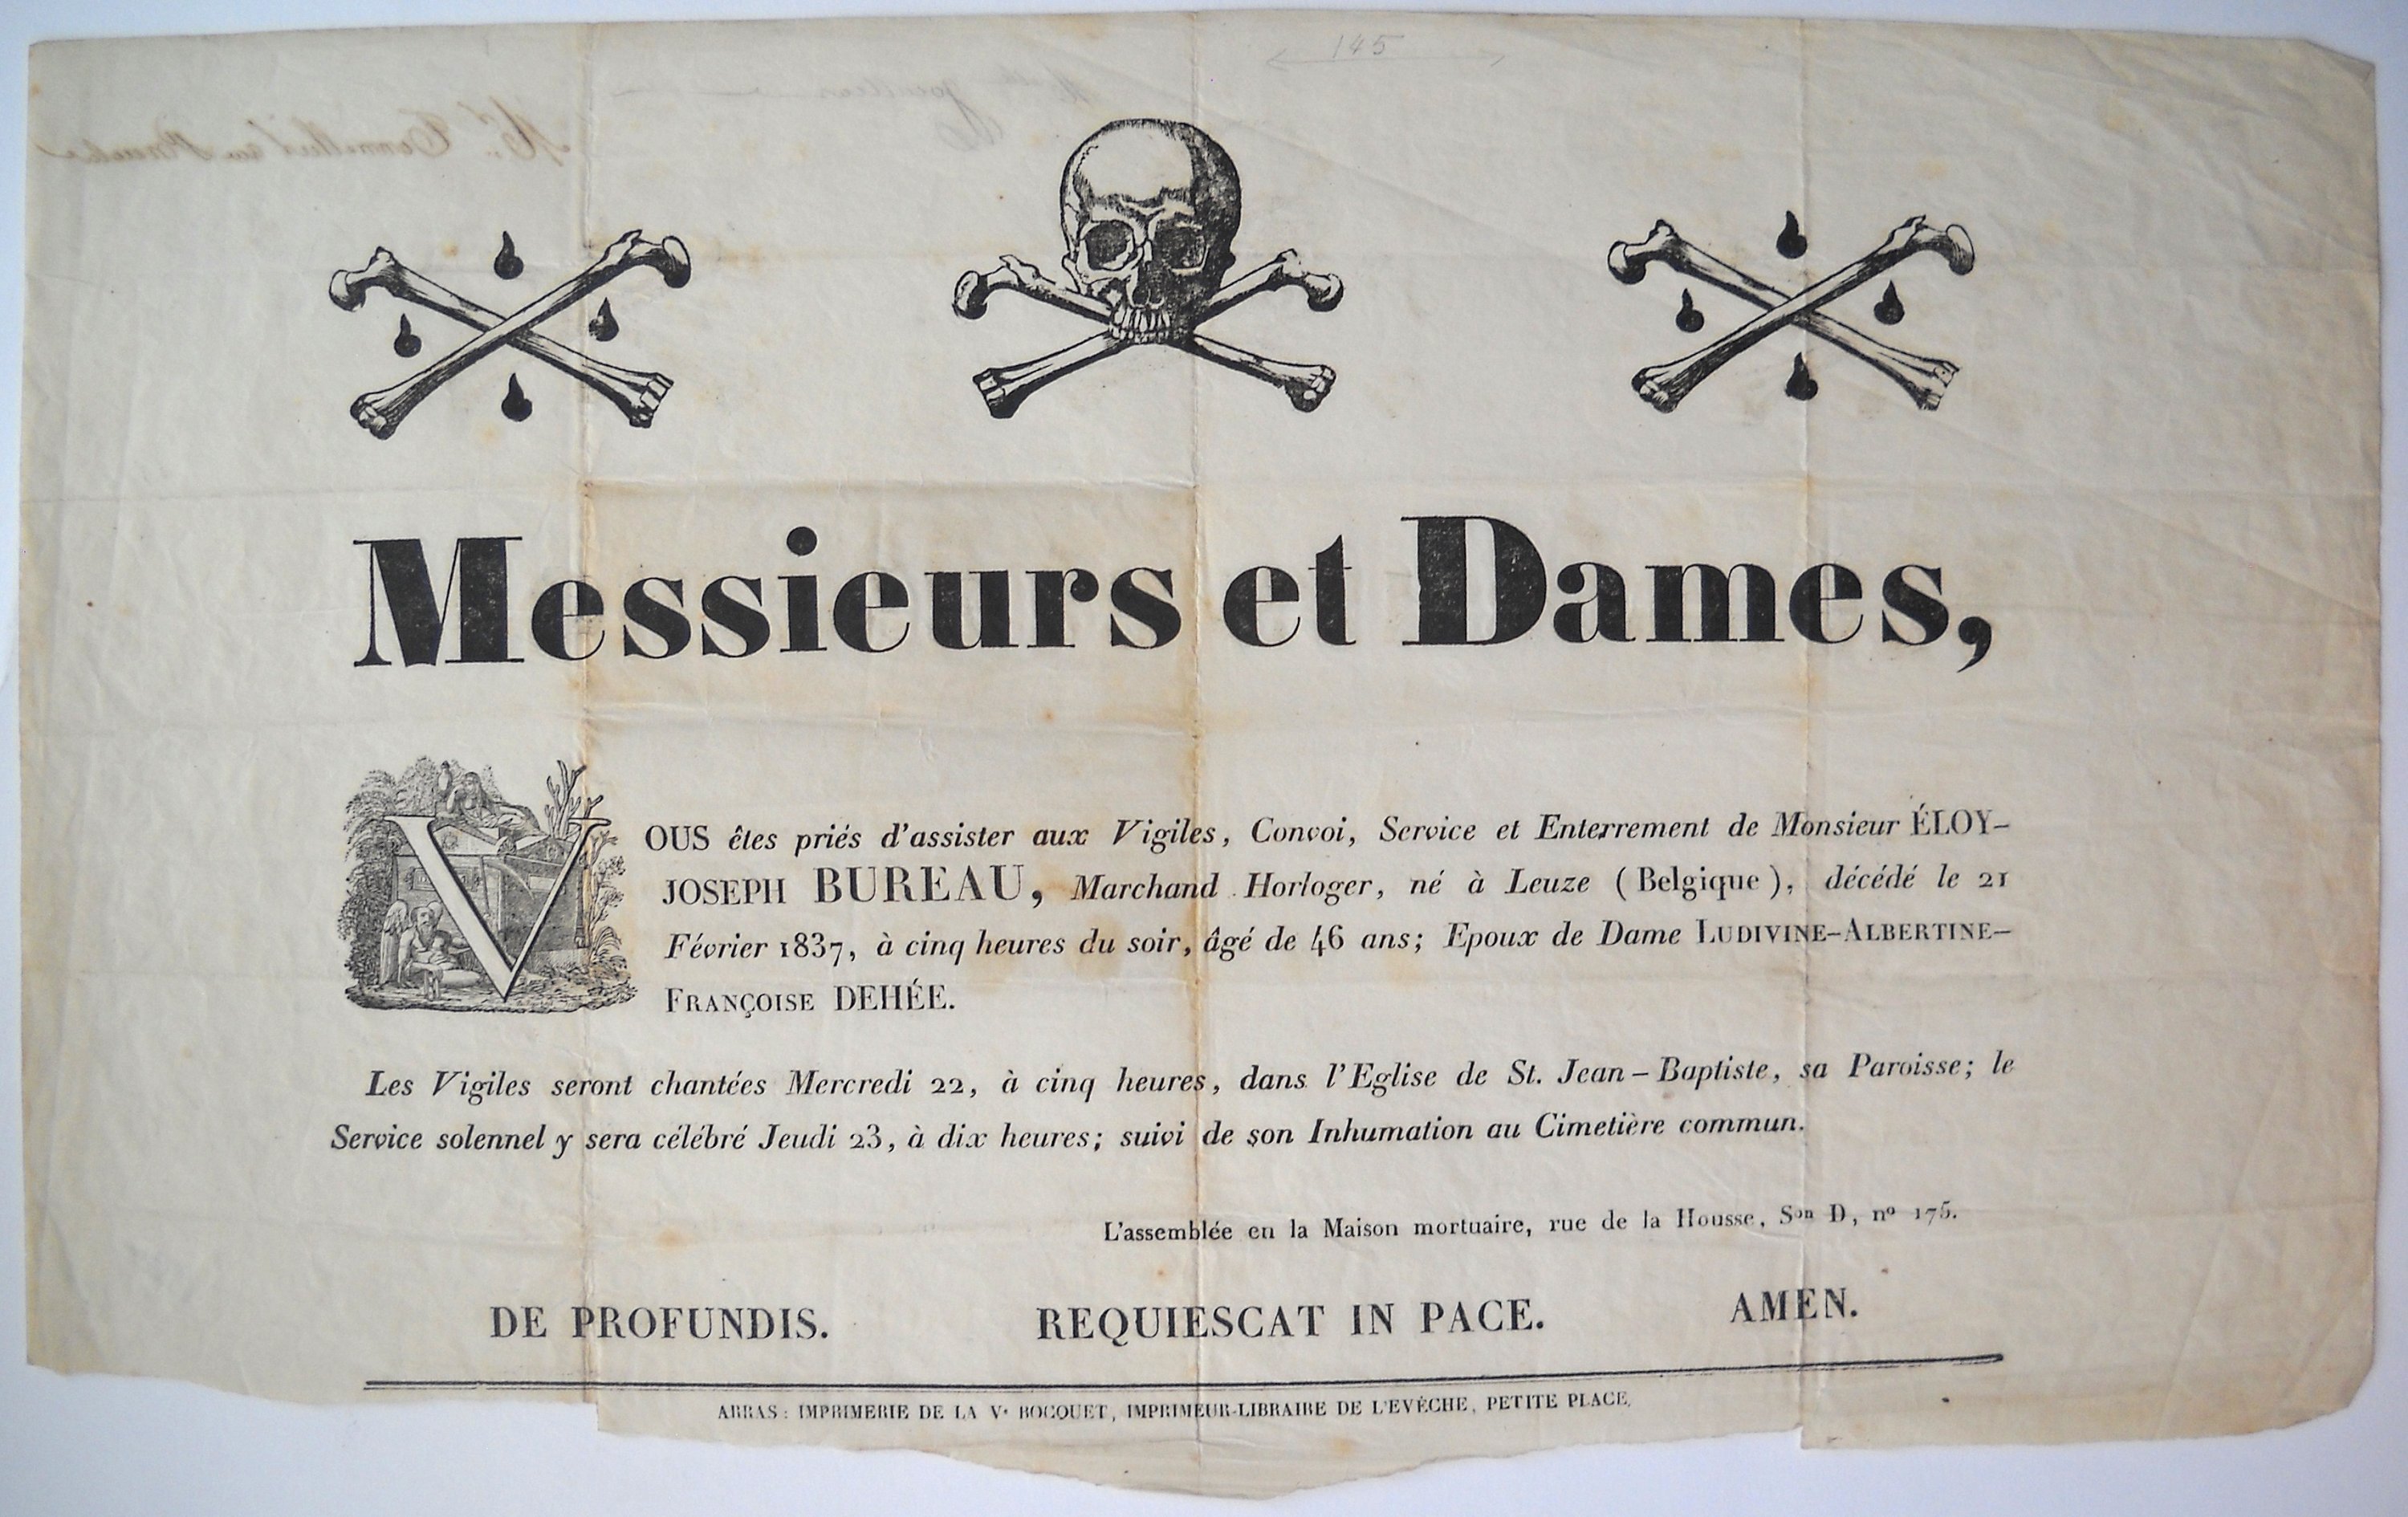 145
Messieurs et Dames,
VOUS êtes priés d'assister aux Vigiles, Convoi, Service et Enterrement de Monsieur ÉLOY-
JOSEPH BUREAU, Marchand Horloger, né à Leuze (Belgique), décédé le 21
Février 1837, à cinq heures du soir, âgé de 46 ans; Epoux de Dame LUDIVINE-ALBERTINE-
FRANÇOISE DEHÉE.
Les Vigiles seront chantées Mercredi 22, à cinq heures, dans l'Eglise de St. Jean-Baptiste, sa Paroisse; le
Service solennel y sera célébré Jeudi 23, à dix heures; suivi de son Inhumation au Cimetière commun.
L'assemblée en la Maison mortuaire, rue de la Housse, Son D, no 175.
DE PROFUNDIS. REQUIESCAT IN PACE. AMEN.
ARRAS: IMPRIMERIE DE LA Ve BOCQUET, IMPRIMEUR-LIBRAIRE DE L'EVÊCHE, PETITE PLACE.